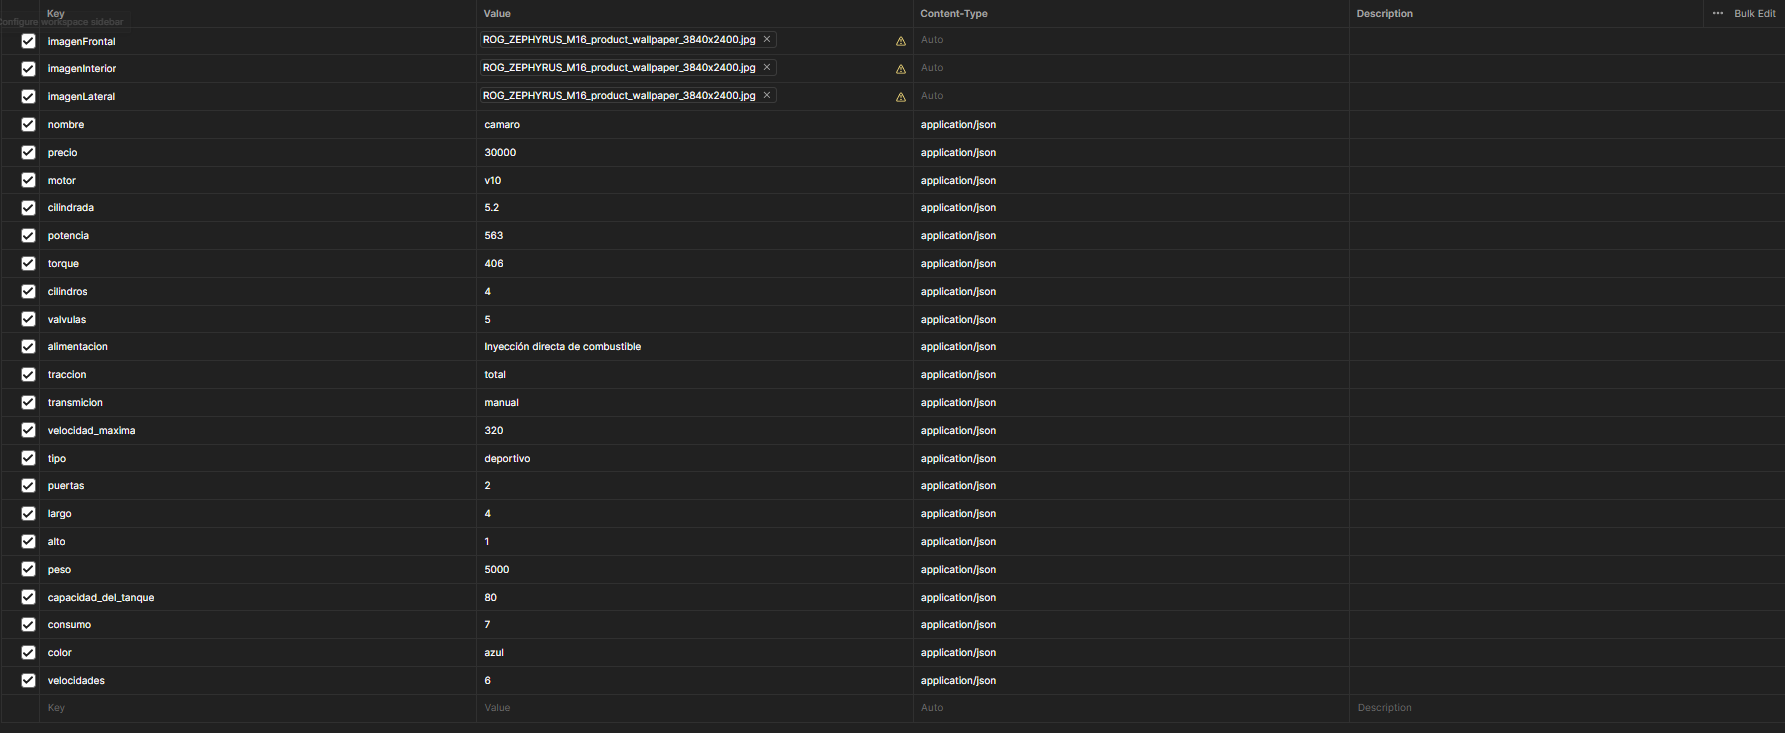 Key Value Content-Type Description ··· Bulk Edit
Configure workspace sidebar
imagenFrontal ROG_ZEPHYRUS_M16_product_wallpaper_3840x2400.jpg × Auto
imagenInterior ROG_ZEPHYRUS_M16_product_wallpaper_3840x2400.jpg × Auto
imagenLateral ROG_ZEPHYRUS_M16_product_wallpaper_3840x2400.jpg × Auto
nombre camaro application/json
precio 30000 application/json
motor v10 application/json
cilindrada 5.2 application/json
potencia 563 application/json
torque 406 application/json
cilindros 4 application/json
valvulas 5 application/json
alimentacion Inyección directa de combustible application/json
traccion total application/json
transmicion manual application/json
velocidad_maxima 320 application/json
tipo deportivo application/json
puertas 2 application/json
largo 4 application/json
alto 1 application/json
peso 5000 application/json
capacidad_del_tanque 80 application/json
consumo 7 application/json
color azul application/json
velocidades 6 application/json
Key Value Auto Description